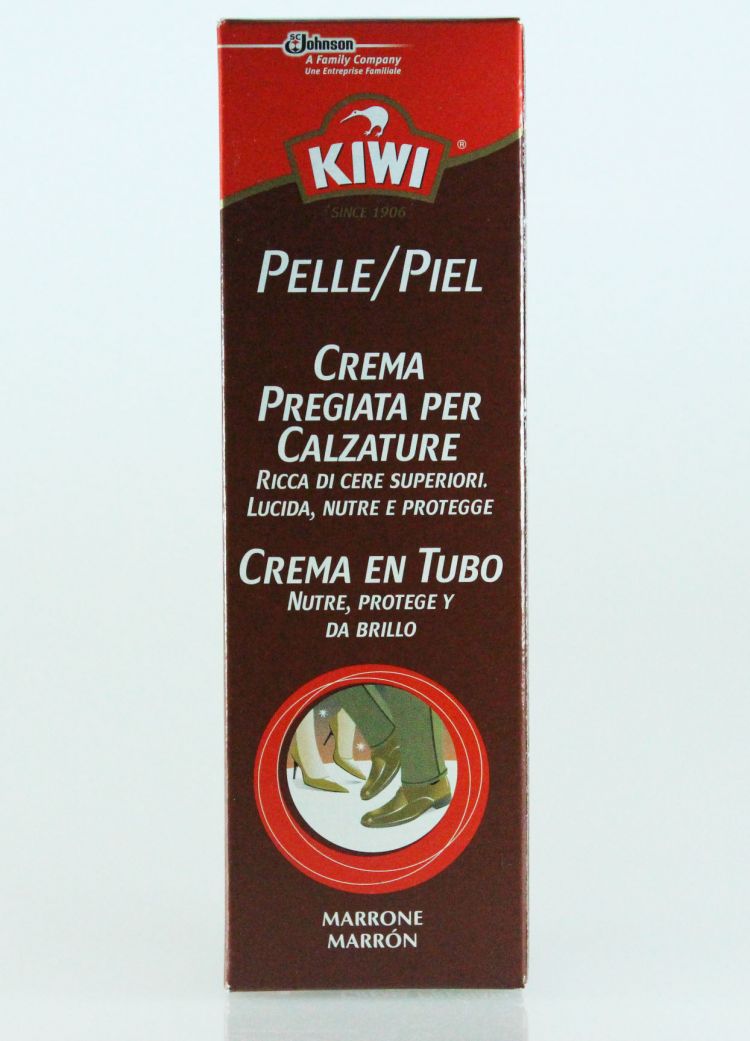 SC Johnson
A Family Company
Une Entreprise Familiale
KIWI ®
SINCE 1906
PELLE/PIEL
CREMA
PREGIATA PER
CALZATURE
RICCA DI CERE SUPERIORI.
LUCIDA, NUTRE E PROTEGGE
CREMA EN TUBO
NUTRE, PROTEGE Y
DA BRILLO
MARRONE
MARRÓN